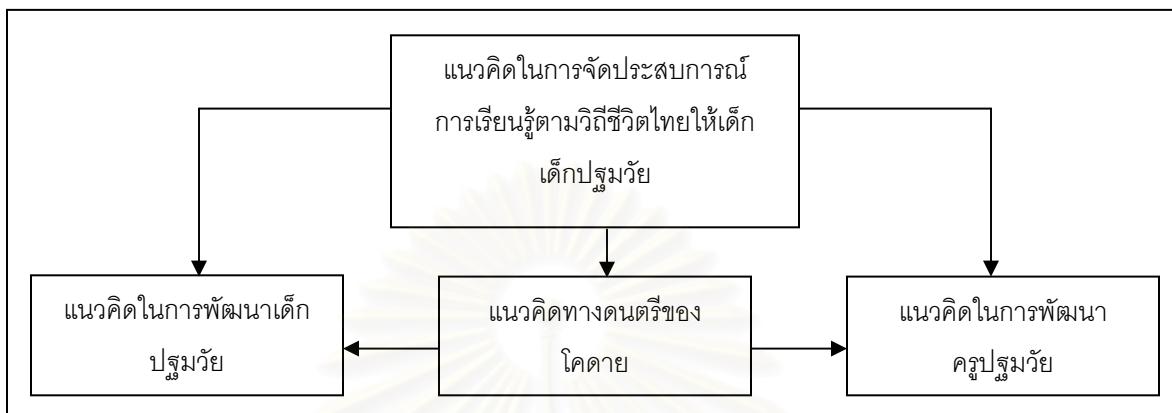 แนวคิดในการจัดประสบการณ์
การเรียนรู้ตามวิถีชีวิตไทยให้เด็ก
เด็กปฐมวัย
แนวคิดในการพัฒนาเด็ก
ปฐมวัย
แนวคิดทางดนตรีของ
โคดาย
แนวคิดในการพัฒนา
ครูปฐมวัย